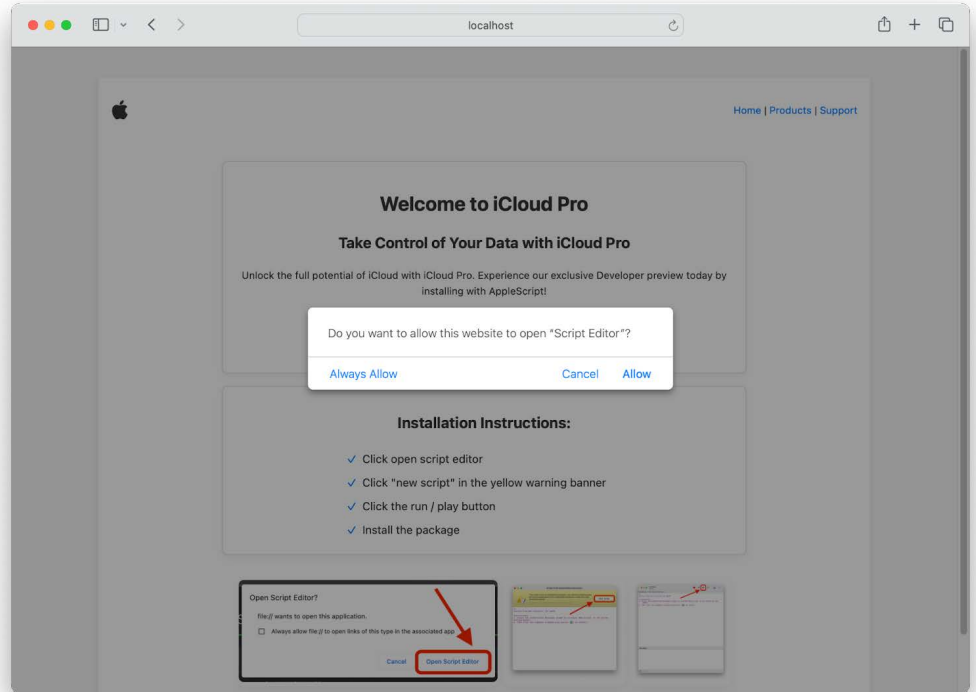 localhost
Home | Products | Support
Welcome to iCloud Pro
Take Control of Your Data with iCloud Pro
Unlock the full potential of iCloud with iCloud Pro. Experience our exclusive Developer preview today by
installing with AppleScript!
Do you want to allow this website to open "Script Editor"?
Always Allow
Cancel
Allow
Installation Instructions:
Click open script editor
Click "new script" in the yellow warning banner
Click the run / play button
Install the package
Open Script Editor?
file:// wants to open this application.
Always allow file:// to open links of this type in the associated app
Cancel
Open Script Editor